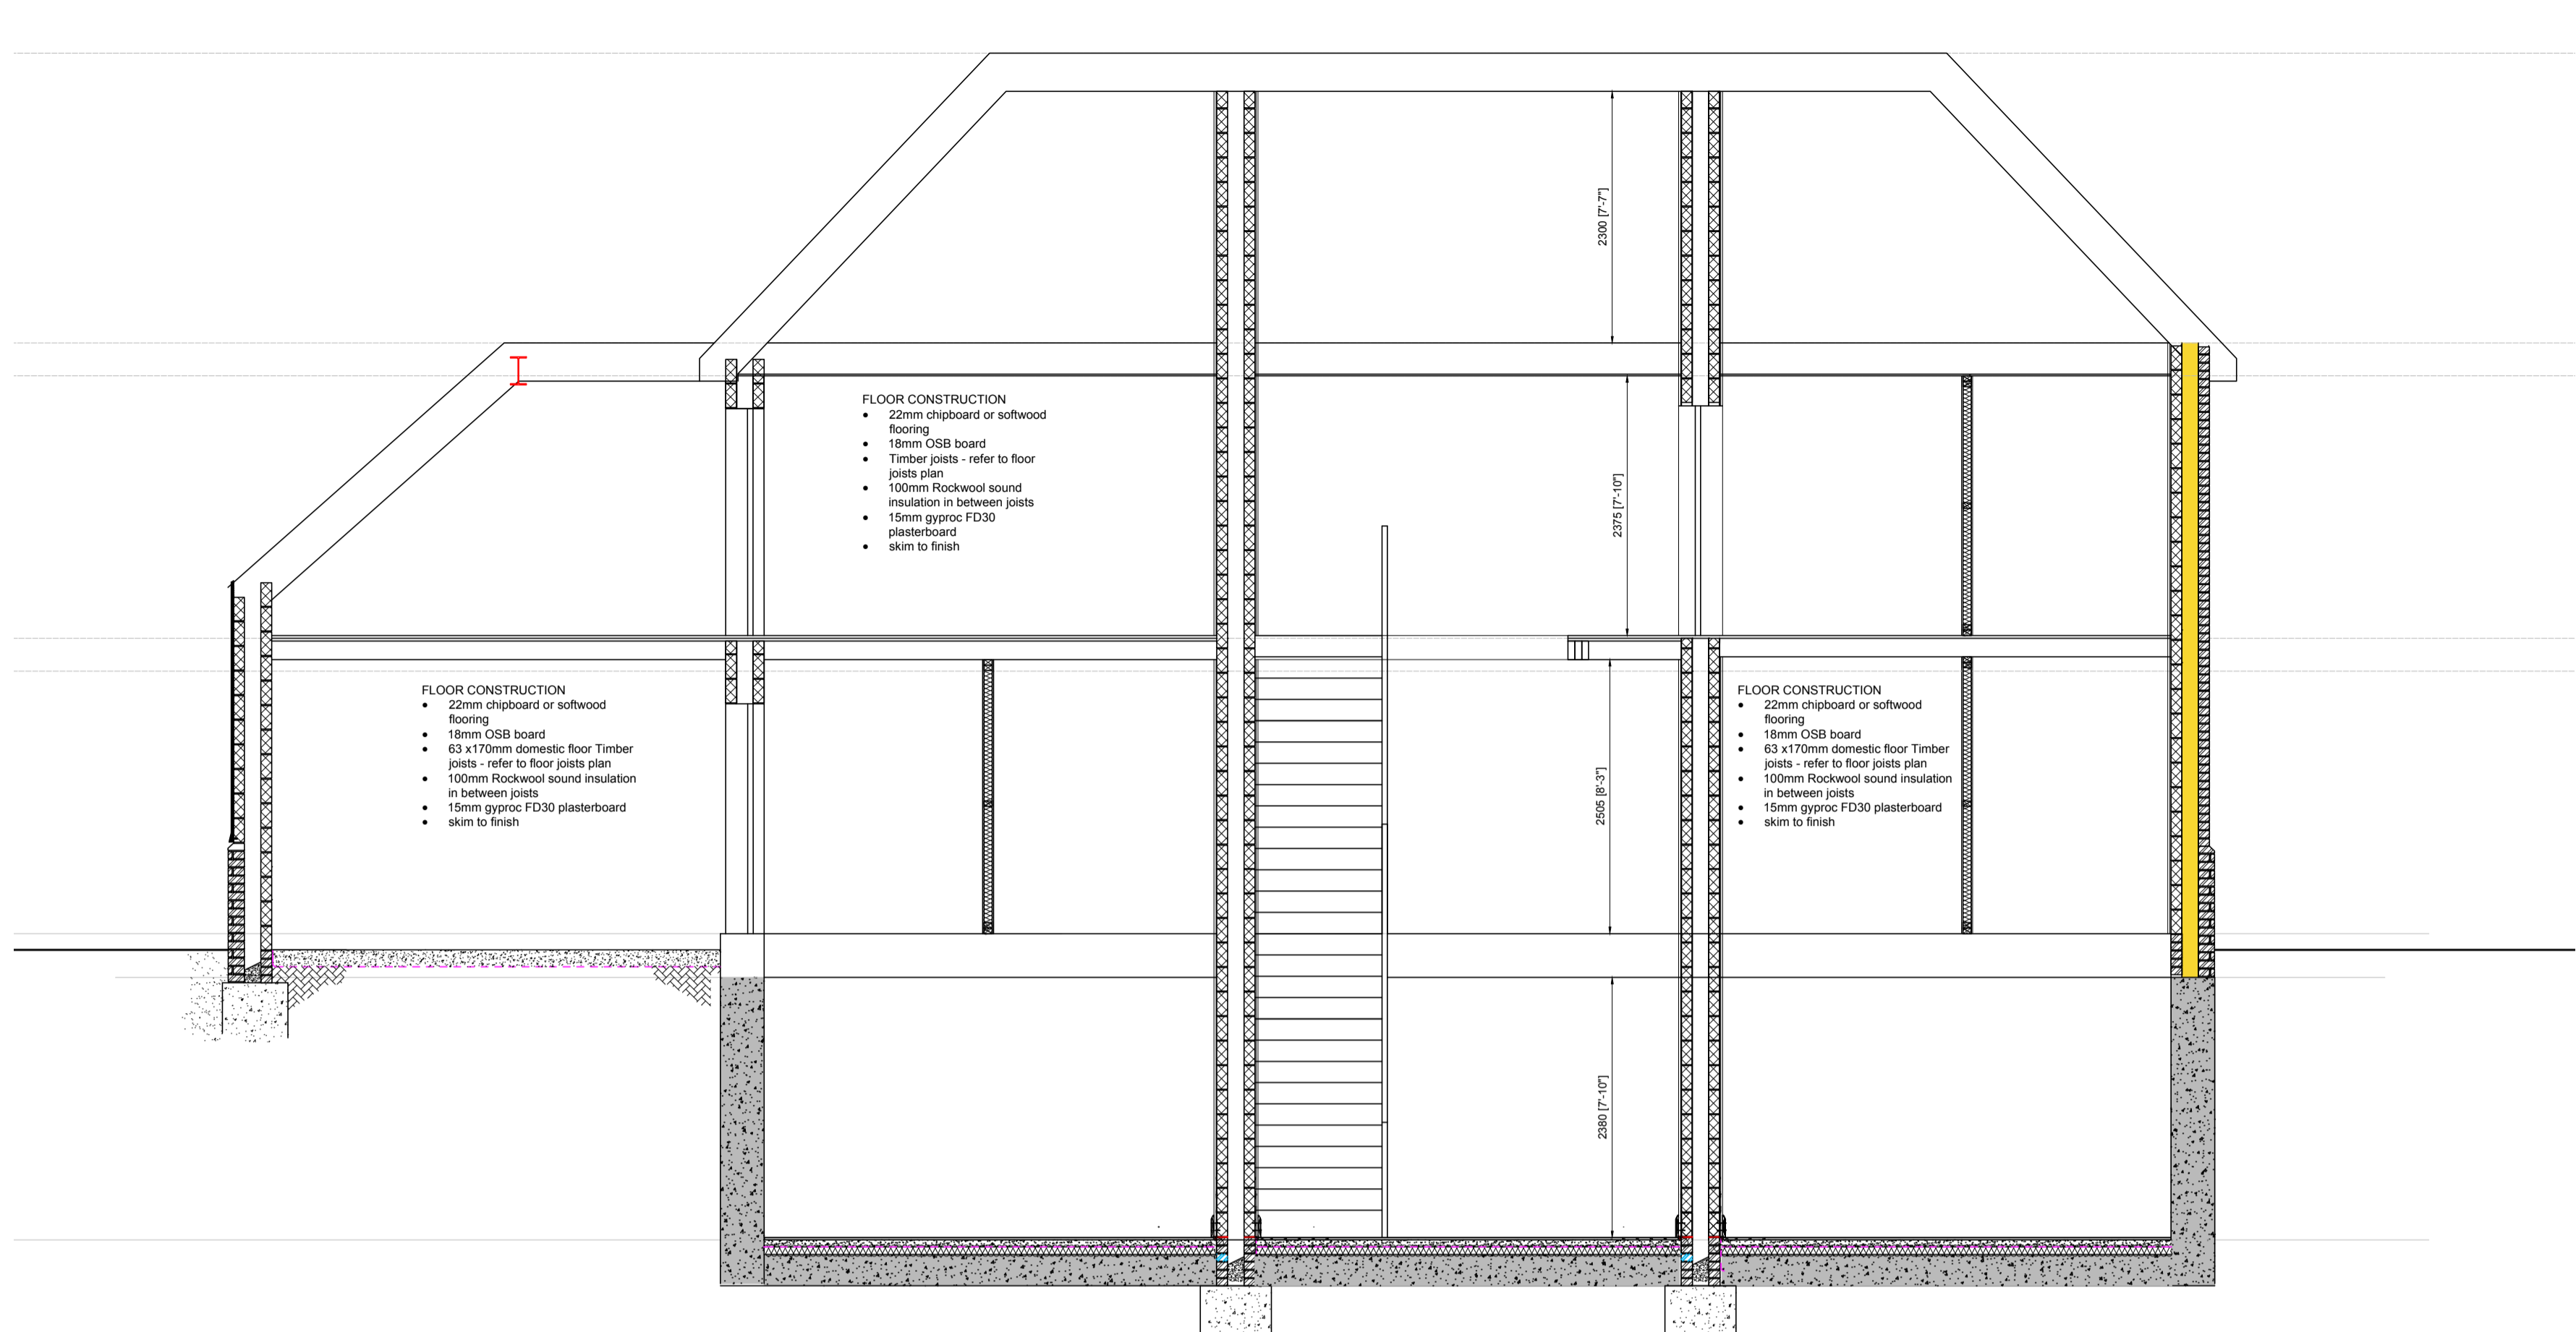 2300 [7'-7"]
FLOOR CONSTRUCTION
• 22mm chipboard or softwood
flooring
• 18mm OSB board
• Timber joists - refer to floor
joists plan
• 100mm Rockwool sound
insulation in between joists
• 15mm gyproc FD30
plasterboard
• skim to finish
2375 [7'-10"]
FLOOR CONSTRUCTION
• 22mm chipboard or softwood
flooring
• 18mm OSB board
• 63 x170mm domestic floor Timber
joists - refer to floor joists plan
• 100mm Rockwool sound insulation
in between joists
• 15mm gyproc FD30 plasterboard
• skim to finish
2505 [8'-3"]
FLOOR CONSTRUCTION
• 22mm chipboard or softwood
flooring
• 18mm OSB board
• 63 x170mm domestic floor Timber
joists - refer to floor joists plan
• 100mm Rockwool sound insulation
in between joists
• 15mm gyproc FD30 plasterboard
• skim to finish
2380 [7'-10"]